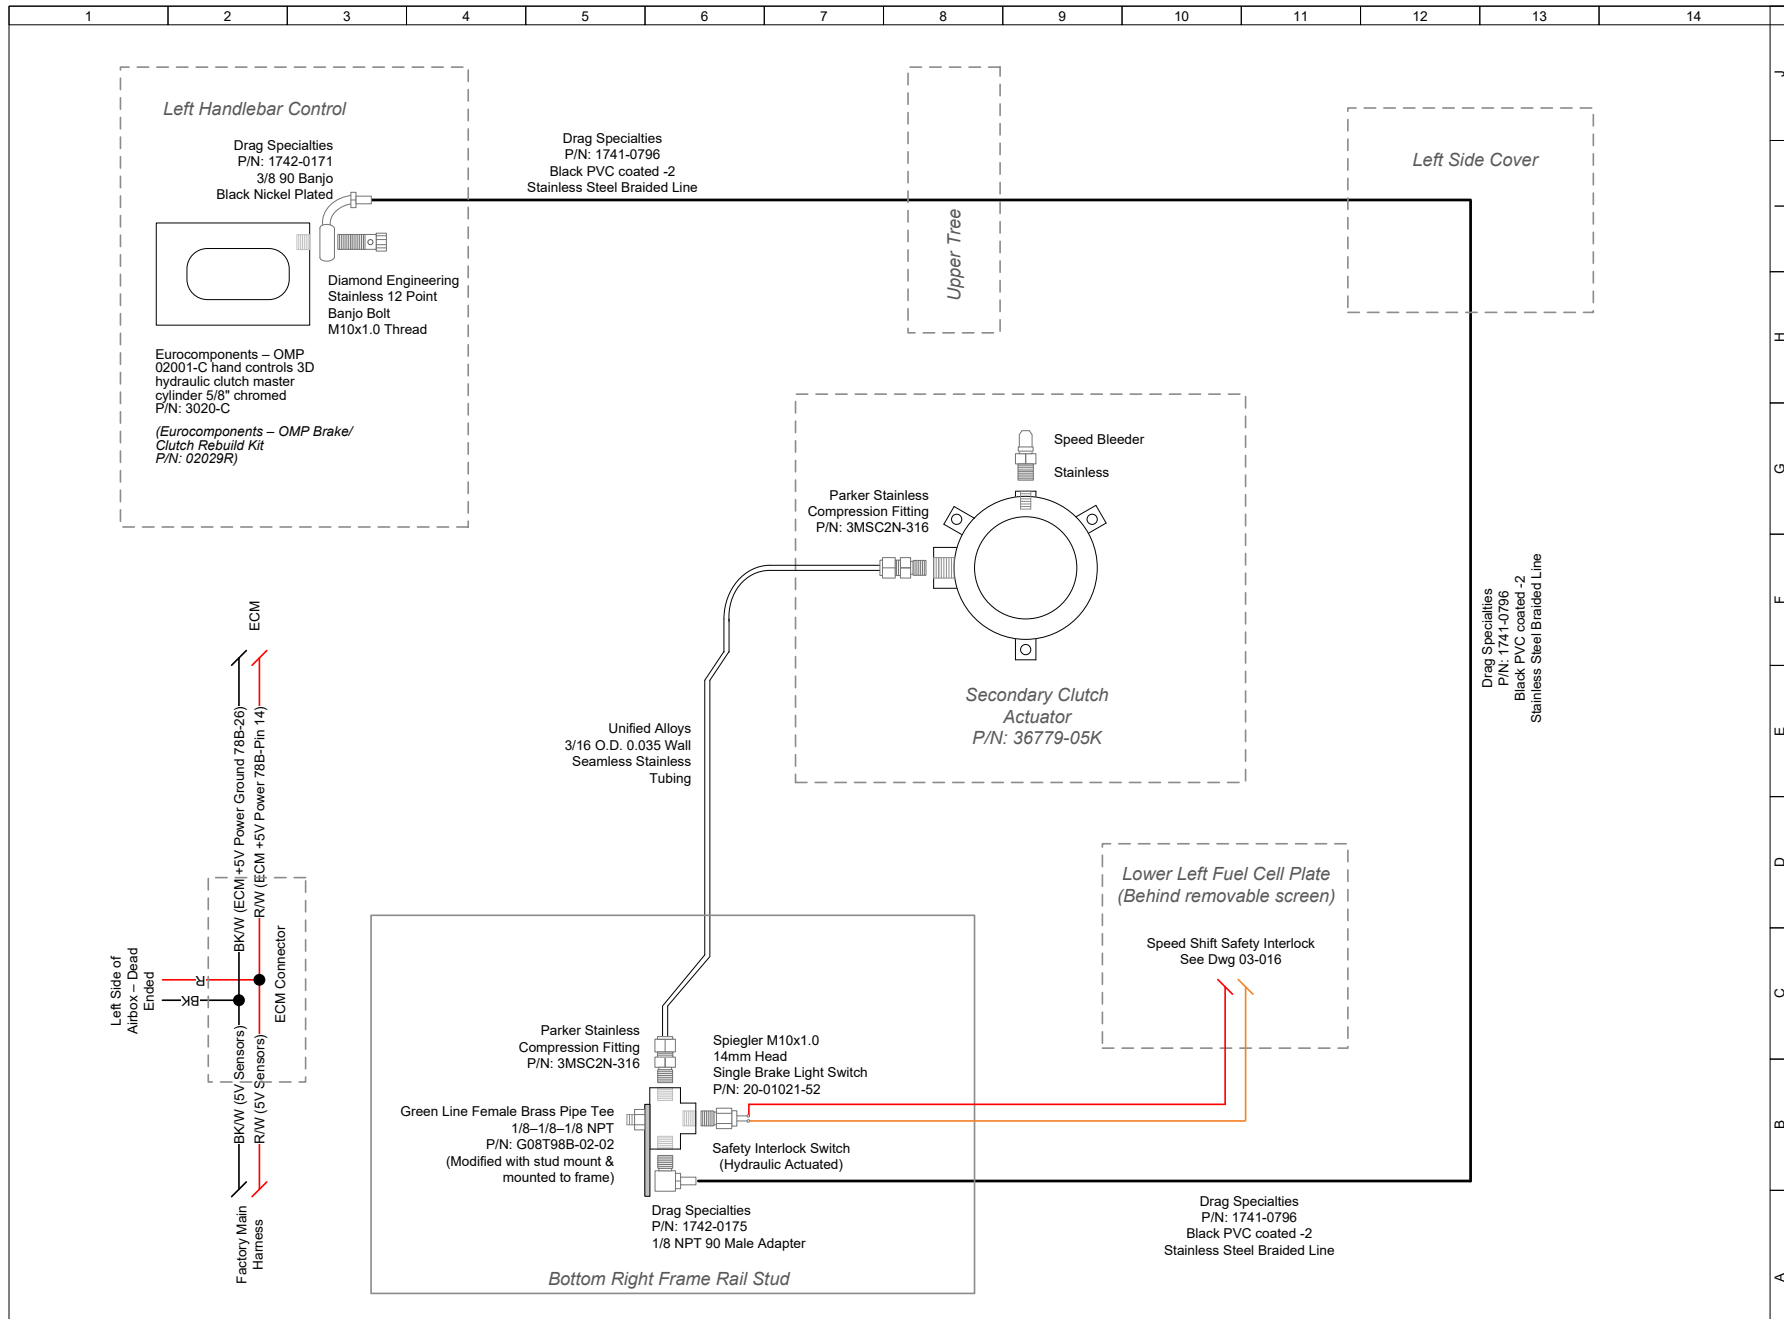 1 2 3 4 5 6 7 8 9 10 11 12 13 14
J
I
H
G
F
E
D
C
B
A
Left Handlebar Control
Drag Specialties
P/N: 1742-0171
3/8 90 Banjo
Black Nickel Plated
Diamond Engineering
Stainless 12 Point
Banjo Bolt
M10x1.0 Thread
Eurocomponents – OMP
02001-C hand controls 3D
hydraulic clutch master
cylinder 5/8" chromed
P/N: 3020-C
(Eurocomponents – OMP Brake/
Clutch Rebuild Kit
P/N: 02029R)
Drag Specialties
P/N: 1741-0796
Black PVC coated -2
Stainless Steel Braided Line
Upper Tree
Left Side Cover
Speed Bleeder
Stainless
Parker Stainless
Compression Fitting
P/N: 3MSC2N-316
Secondary Clutch
Actuator
P/N: 36779-05K
Drag Specialties
P/N: 1741-0796
Black PVC coated -2
Stainless Steel Braided Line
Unified Alloys
3/16 O.D. 0.035 Wall
Seamless Stainless
Tubing
ECM
BK/W (ECM +5V Power Ground 78B-26)
R/W (ECM +5V Power 78B-Pin 14)
Left Side of
Airbox – Dead
Ended
R
BK
ECM Connector
BK/W (5V Sensors)
R/W (5V Sensors)
Factory Main
Harness
Lower Left Fuel Cell Plate
(Behind removable screen)
Speed Shift Safety Interlock
See Dwg 03-016
Parker Stainless
Compression Fitting
P/N: 3MSC2N-316
Spiegler M10x1.0
14mm Head
Single Brake Light Switch
P/N: 20-01021-52
Green Line Female Brass Pipe Tee
1/8–1/8–1/8 NPT
P/N: G08T98B-02-02
(Modified with stud mount &
mounted to frame)
Safety Interlock Switch
(Hydraulic Actuated)
Drag Specialties
P/N: 1742-0175
1/8 NPT 90 Male Adapter
Bottom Right Frame Rail Stud
Drag Specialties
P/N: 1741-0796
Black PVC coated -2
Stainless Steel Braided Line